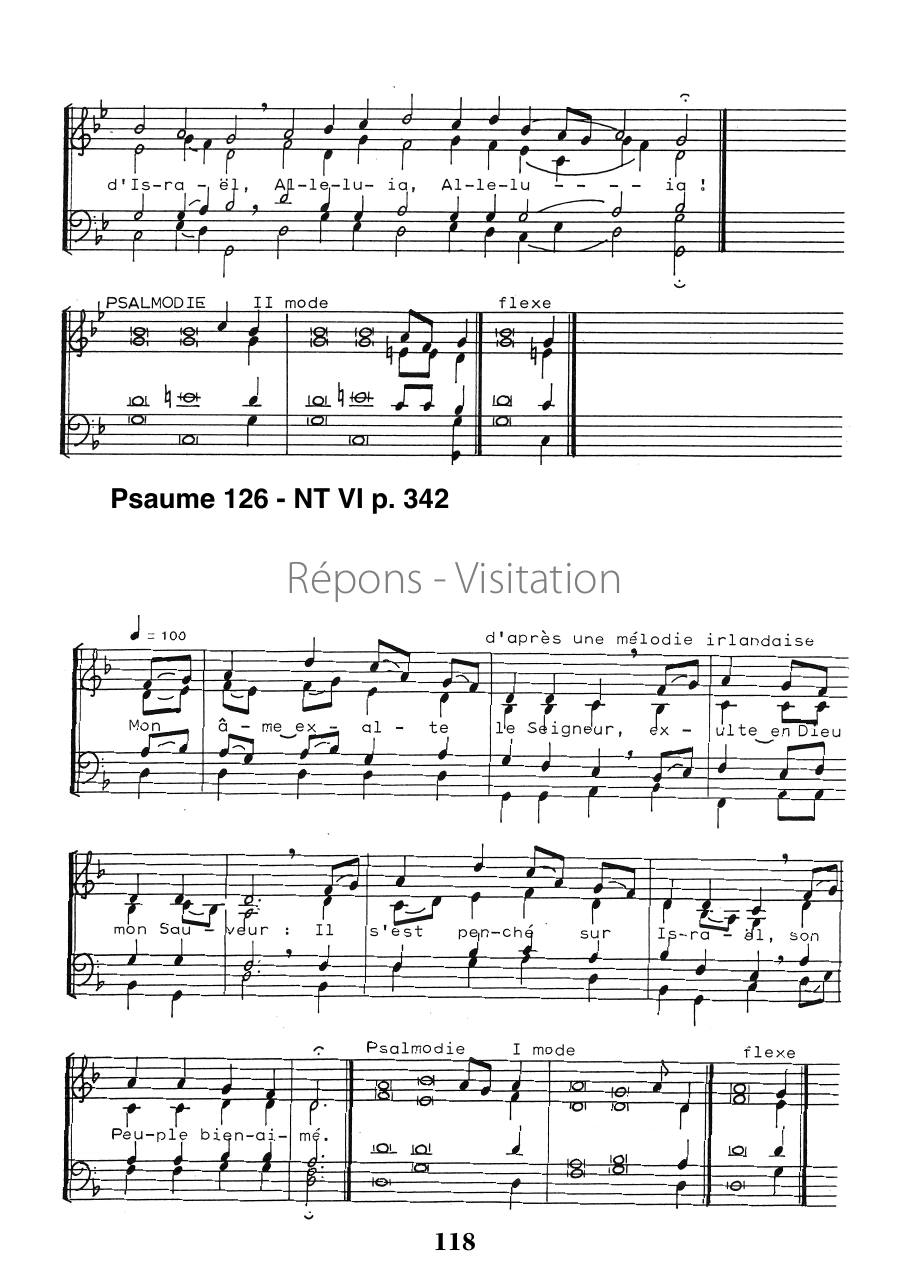 d'Is-ra-ël, Al-le-lu-ia, Al-le-lu - - - - ia !
PSALMODIE II mode flexe
Psaume 126 - NT VI p. 342
Répons - Visitation
= 100 d'après une mélodie irlandaise
Mon â-me ex-al-te le Seigneur, ex-ulte en Dieu
mon Sau-veur : Il s'est pen-ché sur Is-ra-ël, son
Psalmodie I mode flexe
Peu-ple bien-ai-mé.
118